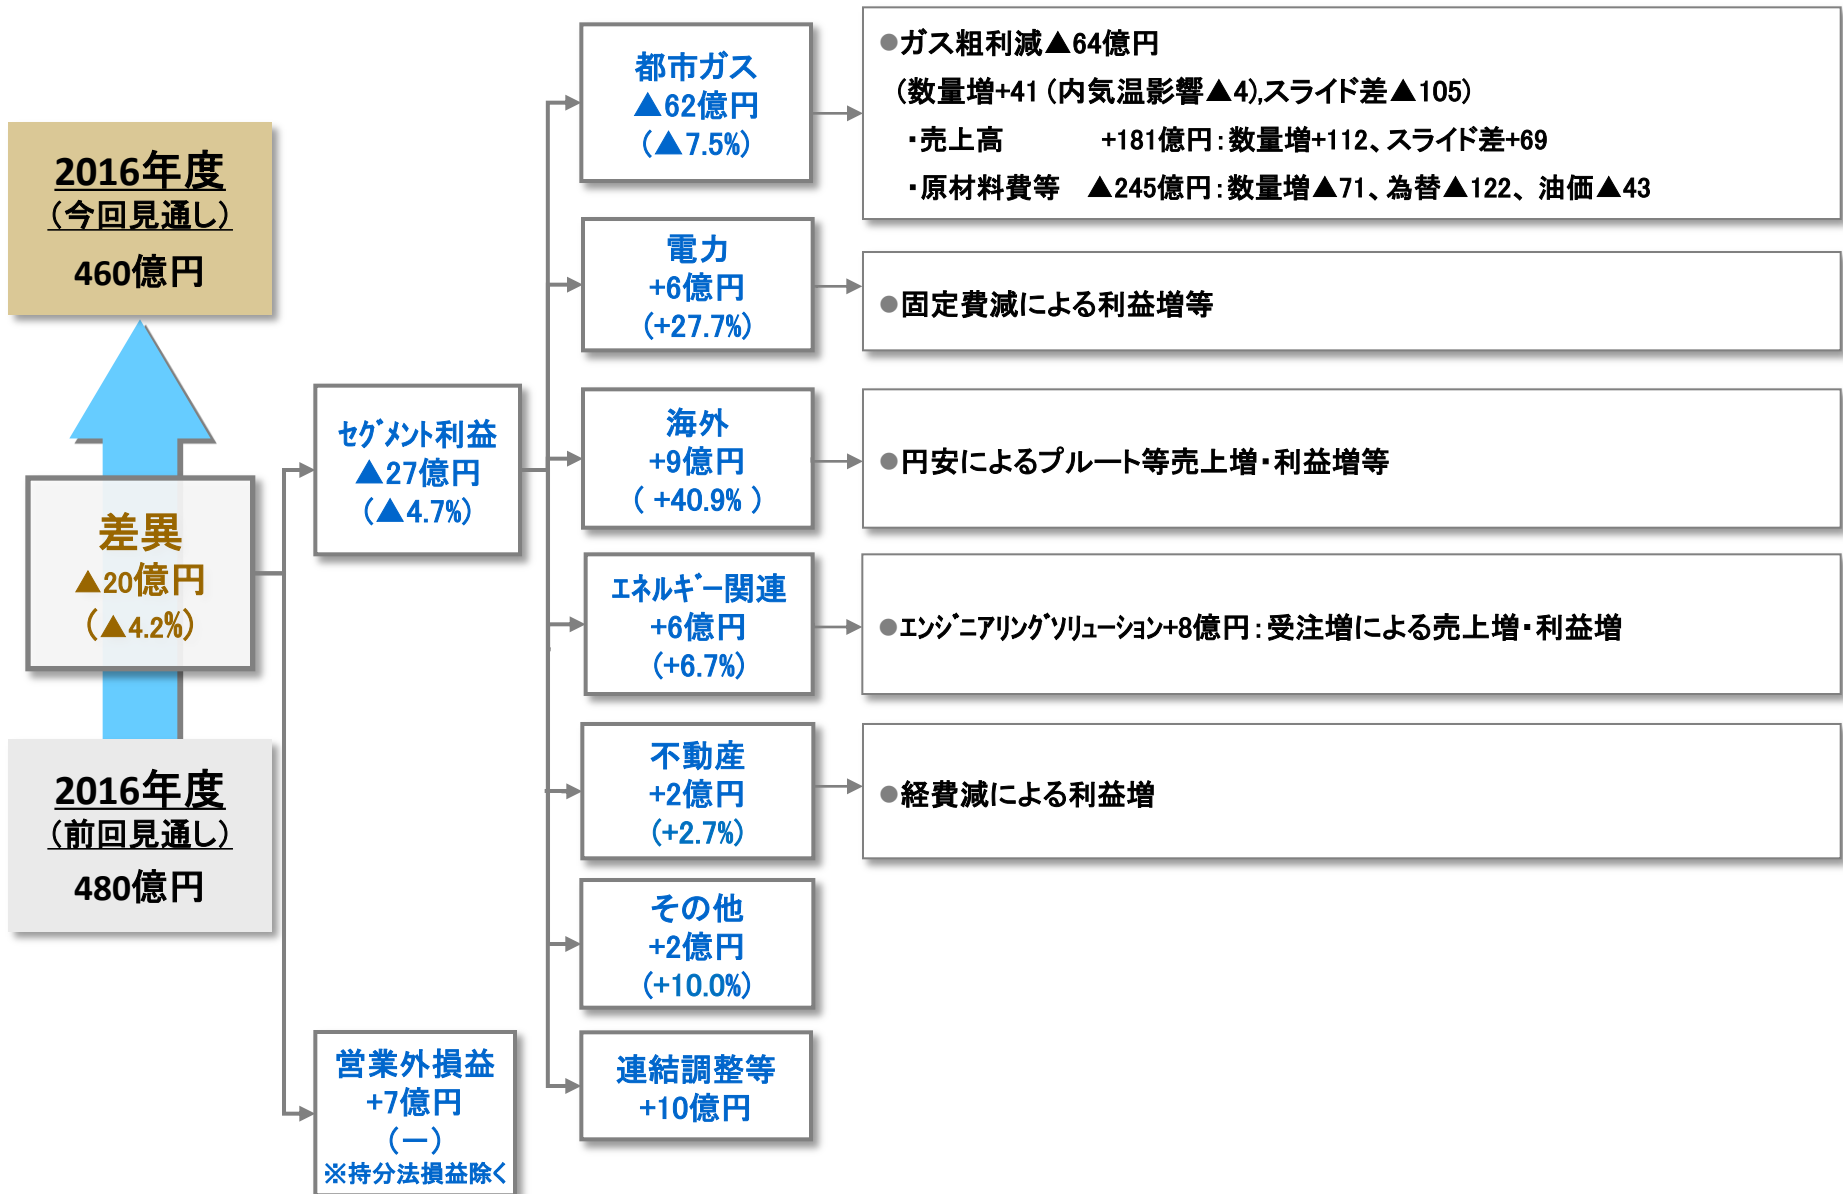 2016年度
(今回見通し)
460億円
差異
▲20億円
(▲4.2%)
2016年度
(前回見通し)
480億円
ｾｸﾞﾒﾝﾄ利益
▲27億円
(▲4.7%)
営業外損益
+7億円
(－)
※持分法損益除く
都市ガス
▲62億円
(▲7.5%)
●ガス粗利減▲64億円
(数量増+41 (内気温影響▲4),スライド差▲105)
・売上高 +181億円：数量増+112、スライド差+69
・原材料費等 ▲245億円：数量増▲71、為替▲122、油価▲43
電力
+6億円
(+27.7%)
●固定費減による利益増等
海外
+9億円
( +40.9% )
●円安によるプルート等売上増・利益増等
ｴﾈﾙｷﾞｰ関連
+6億円
(+6.7%)
●ｴﾝｼﾞﾆｱﾘﾝｸﾞｿﾘｭｰｼｮﾝ+8億円：受注増による売上増・利益増
不動産
+2億円
(+2.7%)
●経費減による利益増
その他
+2億円
(+10.0%)
連結調整等
+10億円